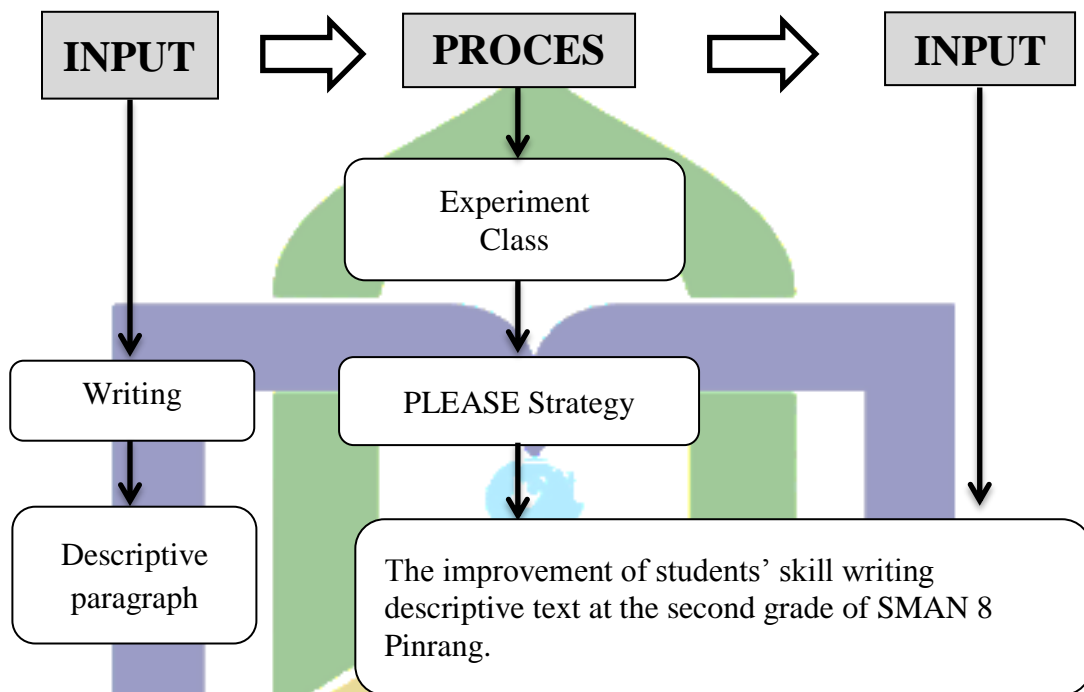 INPUT
PROCES
INPUT
Experiment
Class
Writing
PLEASE Strategy
Descriptive
paragraph
The improvement of students’ skill writing
descriptive text at the second grade of SMAN 8
Pinrang.